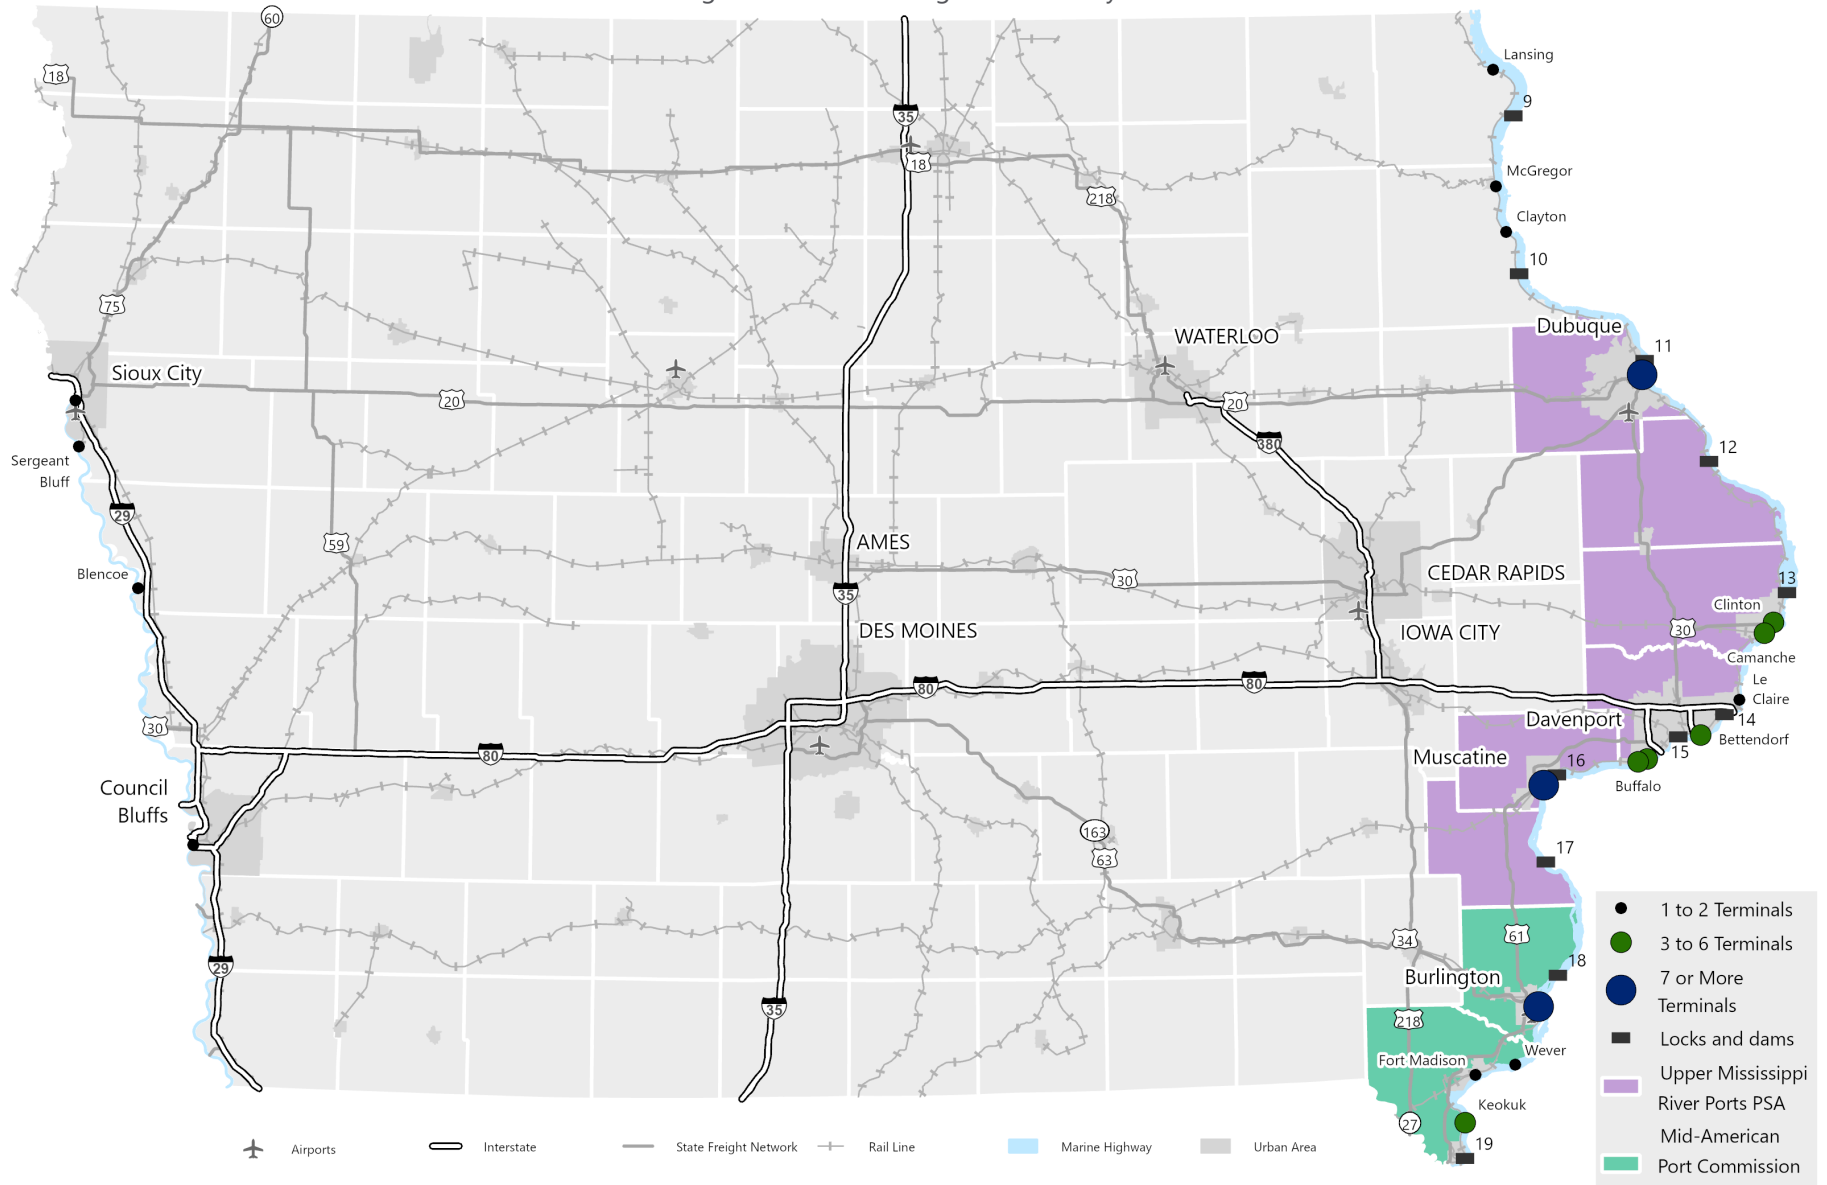 60
18
Lansing
9
35
18
McGregor
218
Clayton
10
75
Dubuque
WATERLOO
11
Sioux City
20
20
380
12
Sergeant
Bluff
29
59
AMES
30
CEDAR RAPIDS
Blencoe
35
13
Clinton
DES MOINES
IOWA CITY
30
Camanche
80
80
Le
Claire
30
Davenport
14
Bettendorf
80
15
Muscatine
16
Council
Bluffs
Buffalo
163
63
17
1 to 2 Terminals
34
61
3 to 6 Terminals
29
18
Burlington
7 or More
Terminals
35
218
Locks and dams
Wever
Fort Madison
Upper Mississippi
River Ports PSA
Keokuk
27
19
Mid-American
Port Commission
Airports
Interstate
State Freight Network
Rail Line
Marine Highway
Urban Area